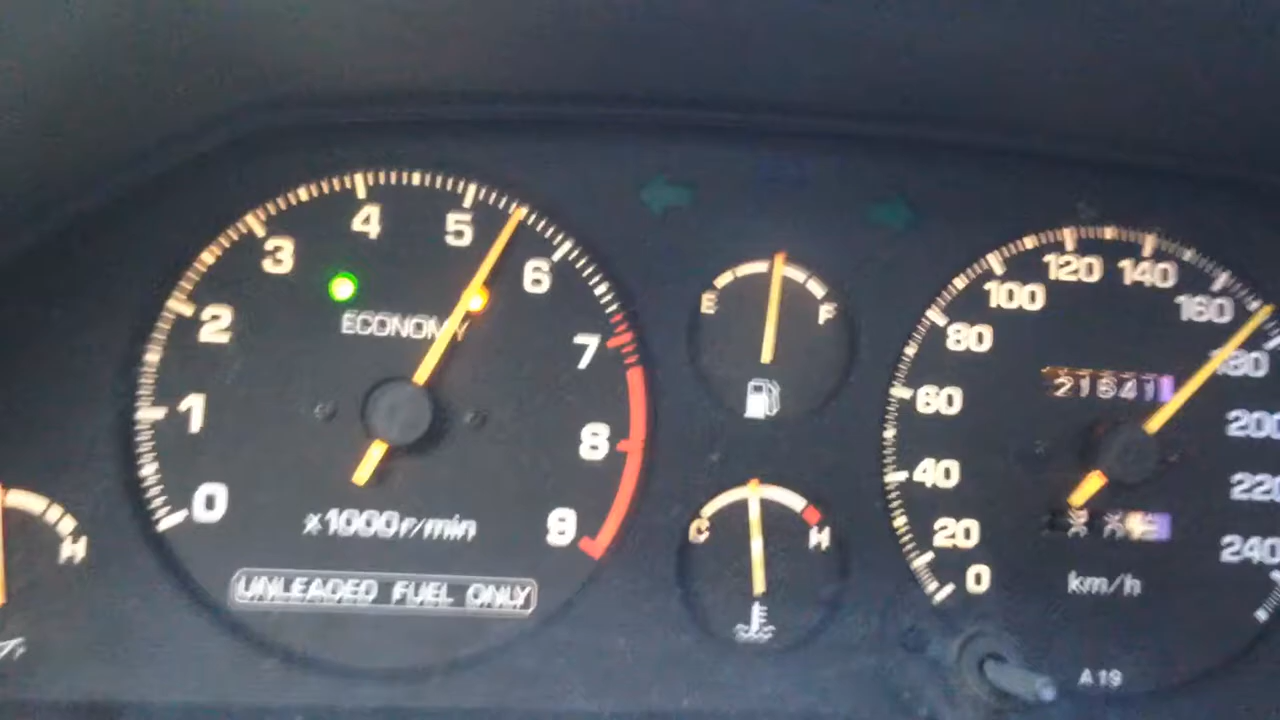 0 1 2 3 4 5 6 7 8 9
ECONOMY
x1000r/min
UNLEADED FUEL ONLY
H
E F
C H
0 20 40 60 80 100 120 140 160 180 200 220 240
21641
km/h
A19